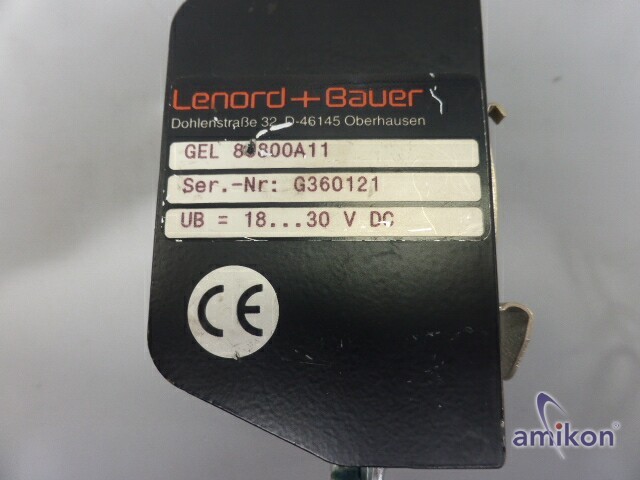 Lenord + Bauer
Dohlenstraße 32 D-46145 Oberhausen
GEL
Ser.-Nr: G360121
UB = 18...30 V DC
CE
amikon